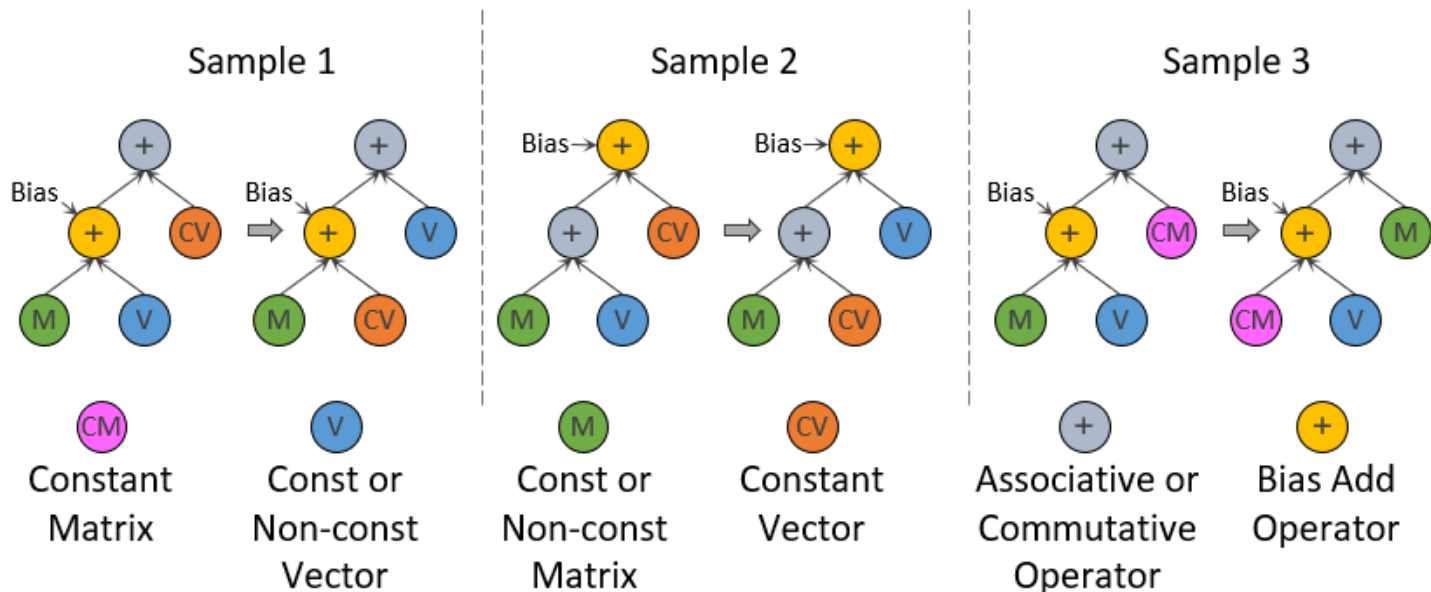 Sample 1
Sample 2
Sample 3
+
+
Bias
+
Bias
+
+
+
Bias
Bias
Bias
Bias
+
CV
+
V
+
CV
+
V
+
CM
+
M
M
V
M
CV
M
V
M
CV
M
V
CM
V
CM
V
M
CV
+
+
Constant
Matrix
Const or
Non-const
Vector
Const or
Non-const
Matrix
Constant
Vector
Associative or
Commutative
Operator
Bias Add
Operator